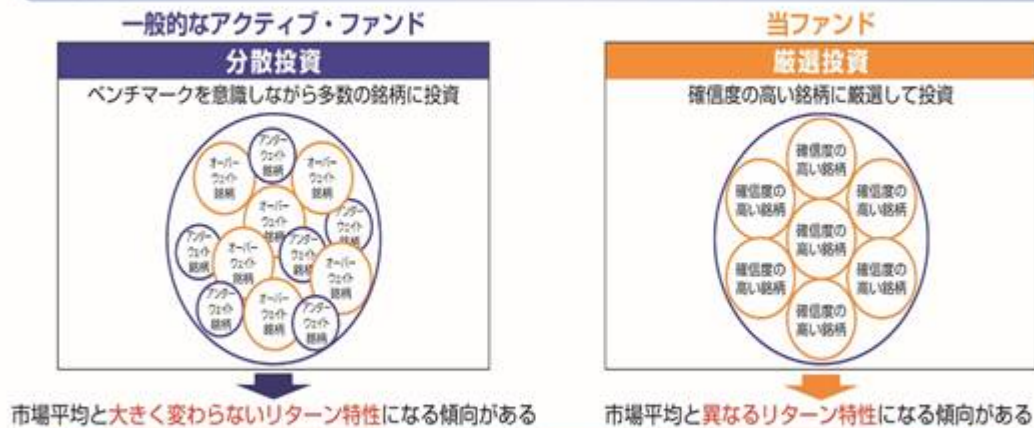 一般的なアクティブ・ファンド
分散投資
ベンチマークを意識しながら多数の銘柄に投資
アンダー
ウェイト
銘柄
オーバー
ウェイト
銘柄
オーバー
ウェイト
銘柄
オーバー
ウェイト
銘柄
アンダー
ウェイト
銘柄
アンダー
ウェイト
銘柄
オーバー
ウェイト
銘柄
アンダー
ウェイト
銘柄
オーバー
ウェイト
銘柄
アンダー
ウェイト
銘柄
オーバー
ウェイト
銘柄
アンダー
ウェイト
銘柄
市場平均と大きく変わらないリターン特性になる傾向がある
当ファンド
厳選投資
確信度の高い銘柄に厳選して投資
確信度の
高い銘柄
確信度の
高い銘柄
確信度の
高い銘柄
確信度の
高い銘柄
確信度の
高い銘柄
確信度の
高い銘柄
確信度の
高い銘柄
市場平均と異なるリターン特性になる傾向がある